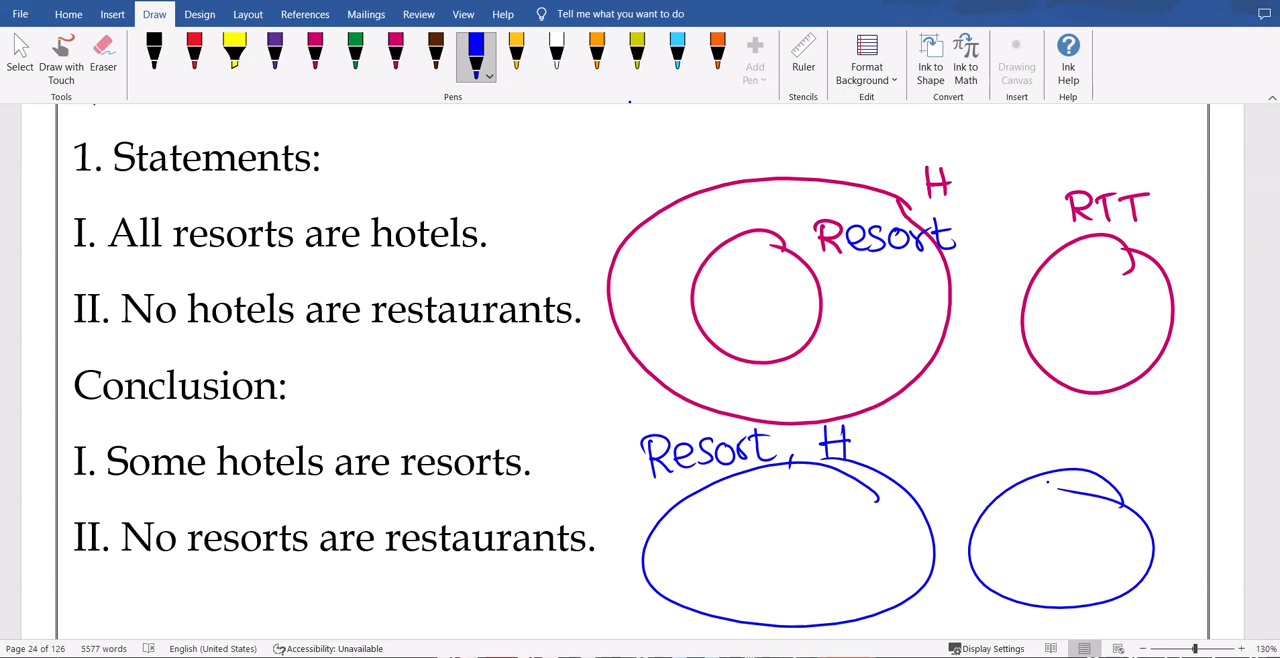 File Home Insert Draw Design Layout References Mailings Review View Help Tell me what you want to do
Select Draw with Touch Eraser Add Pen Ruler Format Background Ink to Shape Ink to Math Drawing Canvas Ink Help
Tools Pens Stencils Edit Convert Insert Help
1. Statements:
H
RTT
I. All resorts are hotels.
Resort
II. No hotels are restaurants.
Conclusion:
Resort, H
I. Some hotels are resorts.
II. No resorts are restaurants.
Page 24 of 126 5577 words English (United States) Accessibility: Unavailable Display Settings 130%